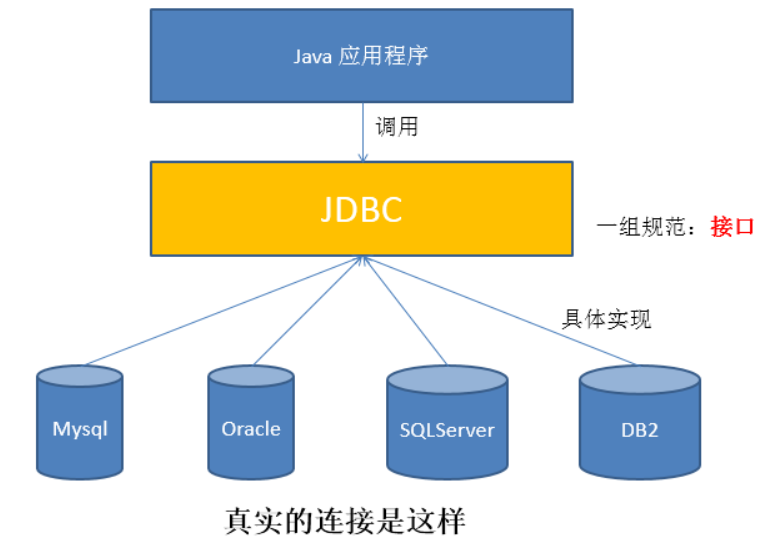 Java 应用程序
调用
JDBC
一组规范：接口
具体实现
Mysql
Oracle
SQLServer
DB2
真实的连接是这样